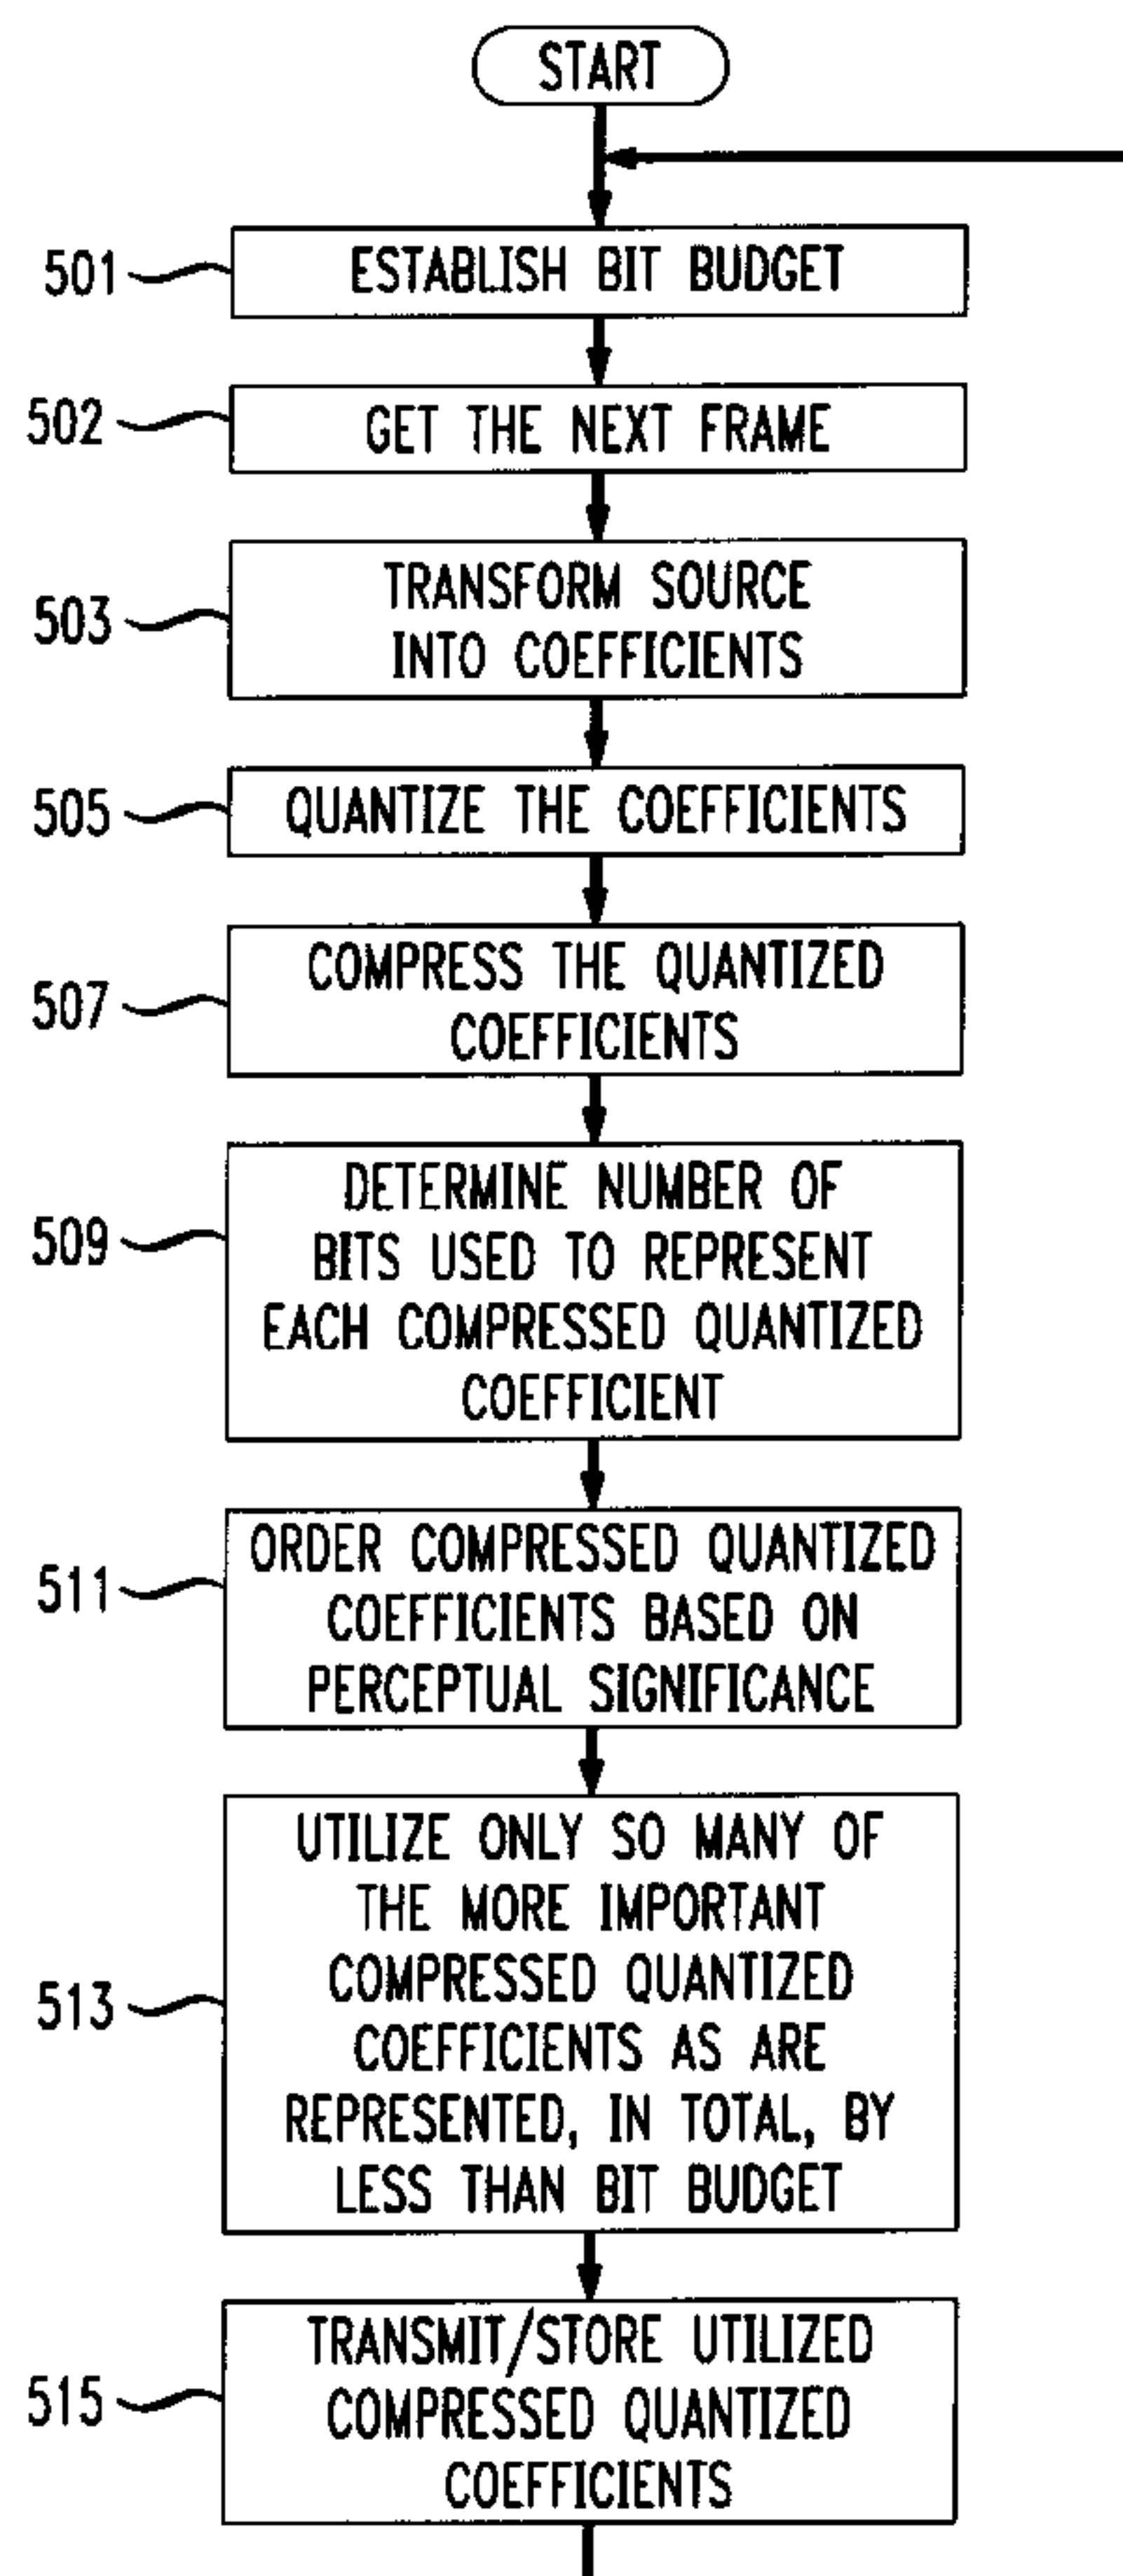 START
501
ESTABLISH BIT BUDGET
502
GET THE NEXT FRAME
503
TRANSFORM SOURCE
INTO COEFFICIENTS
505
QUANTIZE THE COEFFICIENTS
507
COMPRESS THE QUANTIZED
COEFFICIENTS
509
DETERMINE NUMBER OF
BITS USED TO REPRESENT
EACH COMPRESSED QUANTIZED
COEFFICIENT
511
ORDER COMPRESSED QUANTIZED
COEFFICIENTS BASED ON
PERCEPTUAL SIGNIFICANCE
513
UTILIZE ONLY SO MANY OF
THE MORE IMPORTANT
COMPRESSED QUANTIZED
COEFFICIENTS AS ARE
REPRESENTED, IN TOTAL, BY
LESS THAN BIT BUDGET
515
TRANSMIT/STORE UTILIZED
COMPRESSED QUANTIZED
COEFFICIENTS